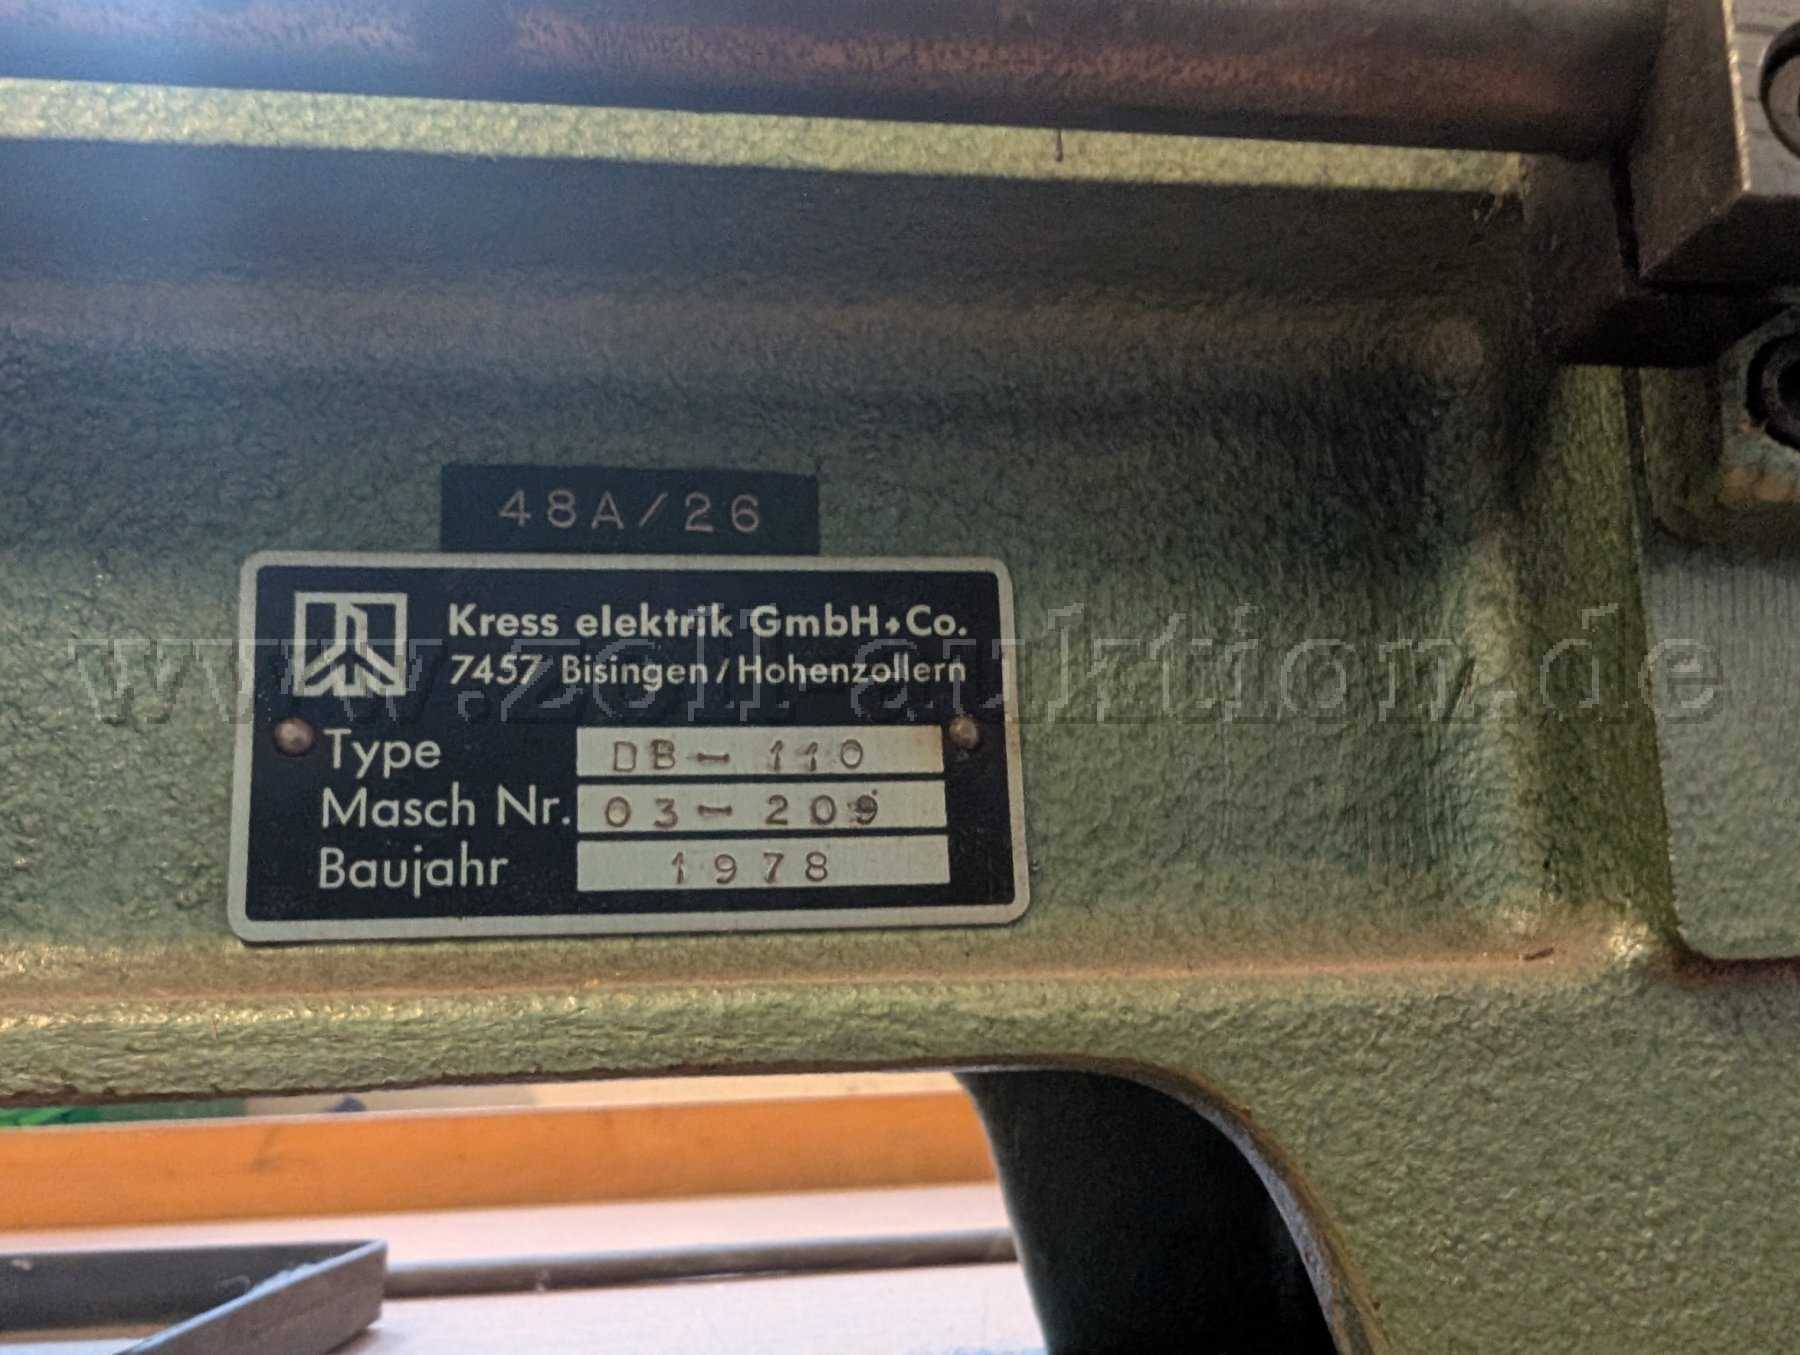 48A/26
Kress elektrik GmbH+Co.
7457 Bisingen/Hohenzollern
www.zoll-auktion.de
Type DB-110
Masch Nr. 03-209
Baujahr 1978